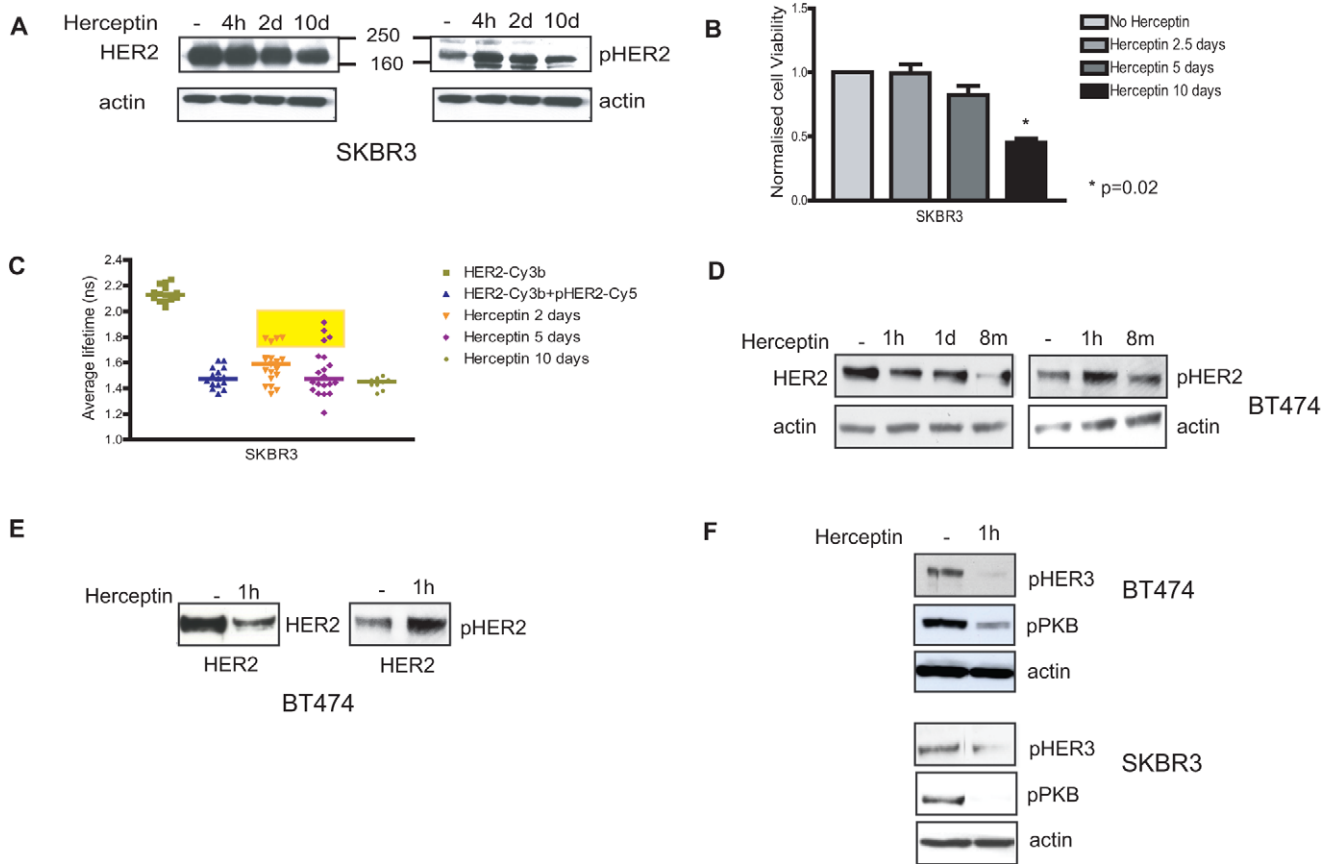 A
Herceptin - 4h 2d 10d
HER2
250
160
- 4h 2d 10d
pHER2
actin
actin
SKBR3
B
Normalised cell Viability
1.5
1.0
0.5
0.0
*
SKBR3
No Herceptin
Herceptin 2.5 days
Herceptin 5 days
Herceptin 10 days
* p=0.02
C
Average lifetime (ns)
2.4
2.2
2.0
1.8
1.6
1.4
1.2
1.0
SKBR3
HER2-Cy3b
HER2-Cy3b+pHER2-Cy5
Herceptin 2 days
Herceptin 5 days
Herceptin 10 days
D
Herceptin - 1h 1d 8m
HER2
actin
- 1h 8m
pHER2
actin
BT474
E
Herceptin - 1h
HER2
HER2
- 1h
pHER2
HER2
BT474
F
Herceptin - 1h
pHER3
BT474
pPKB
actin
pHER3
SKBR3
pPKB
actin